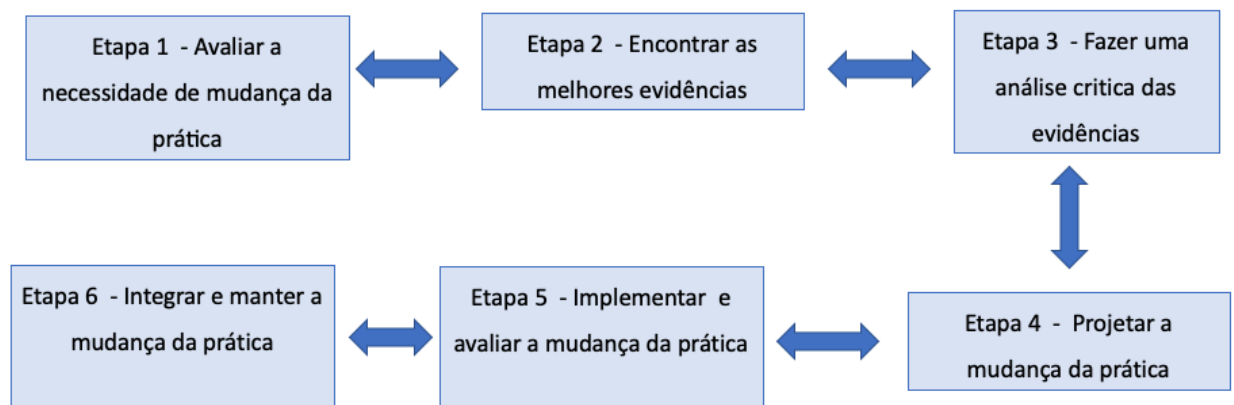 Etapa 1 - Avaliar a
necessidade de mudança da
prática
Etapa 2 - Encontrar as
melhores evidências
Etapa 3 - Fazer uma
análise critica das
evidências
Etapa 4 - Projetar a
mudança da prática
Etapa 5 - Implementar e
avaliar a mudança da prática
Etapa 6 - Integrar e manter a
mudança da prática